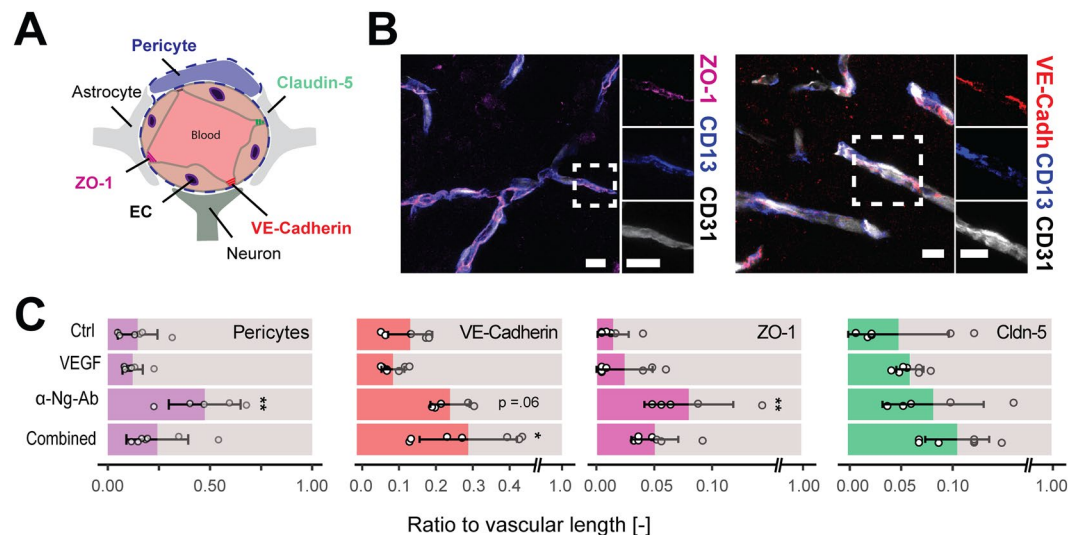 A
Pericyte
Claudin-5
Astrocyte
Blood
ZO-1
EC
VE-Cadherin
Neuron
B
ZO-1 CD13 CD31
VE-Cadh CD13 CD31
C
Ctrl
VEGF
α-Ng-Ab
Combined
Pericytes
**
0.00 0.50 1.00
VE-Cadherin
p =.06
*
0.0 0.1 0.2 0.3 0.4 1.00
ZO-1
**
0.00 0.10 1.00
Cldn-5
0.00 0.05 0.10 1.00
Ratio to vascular length [-]